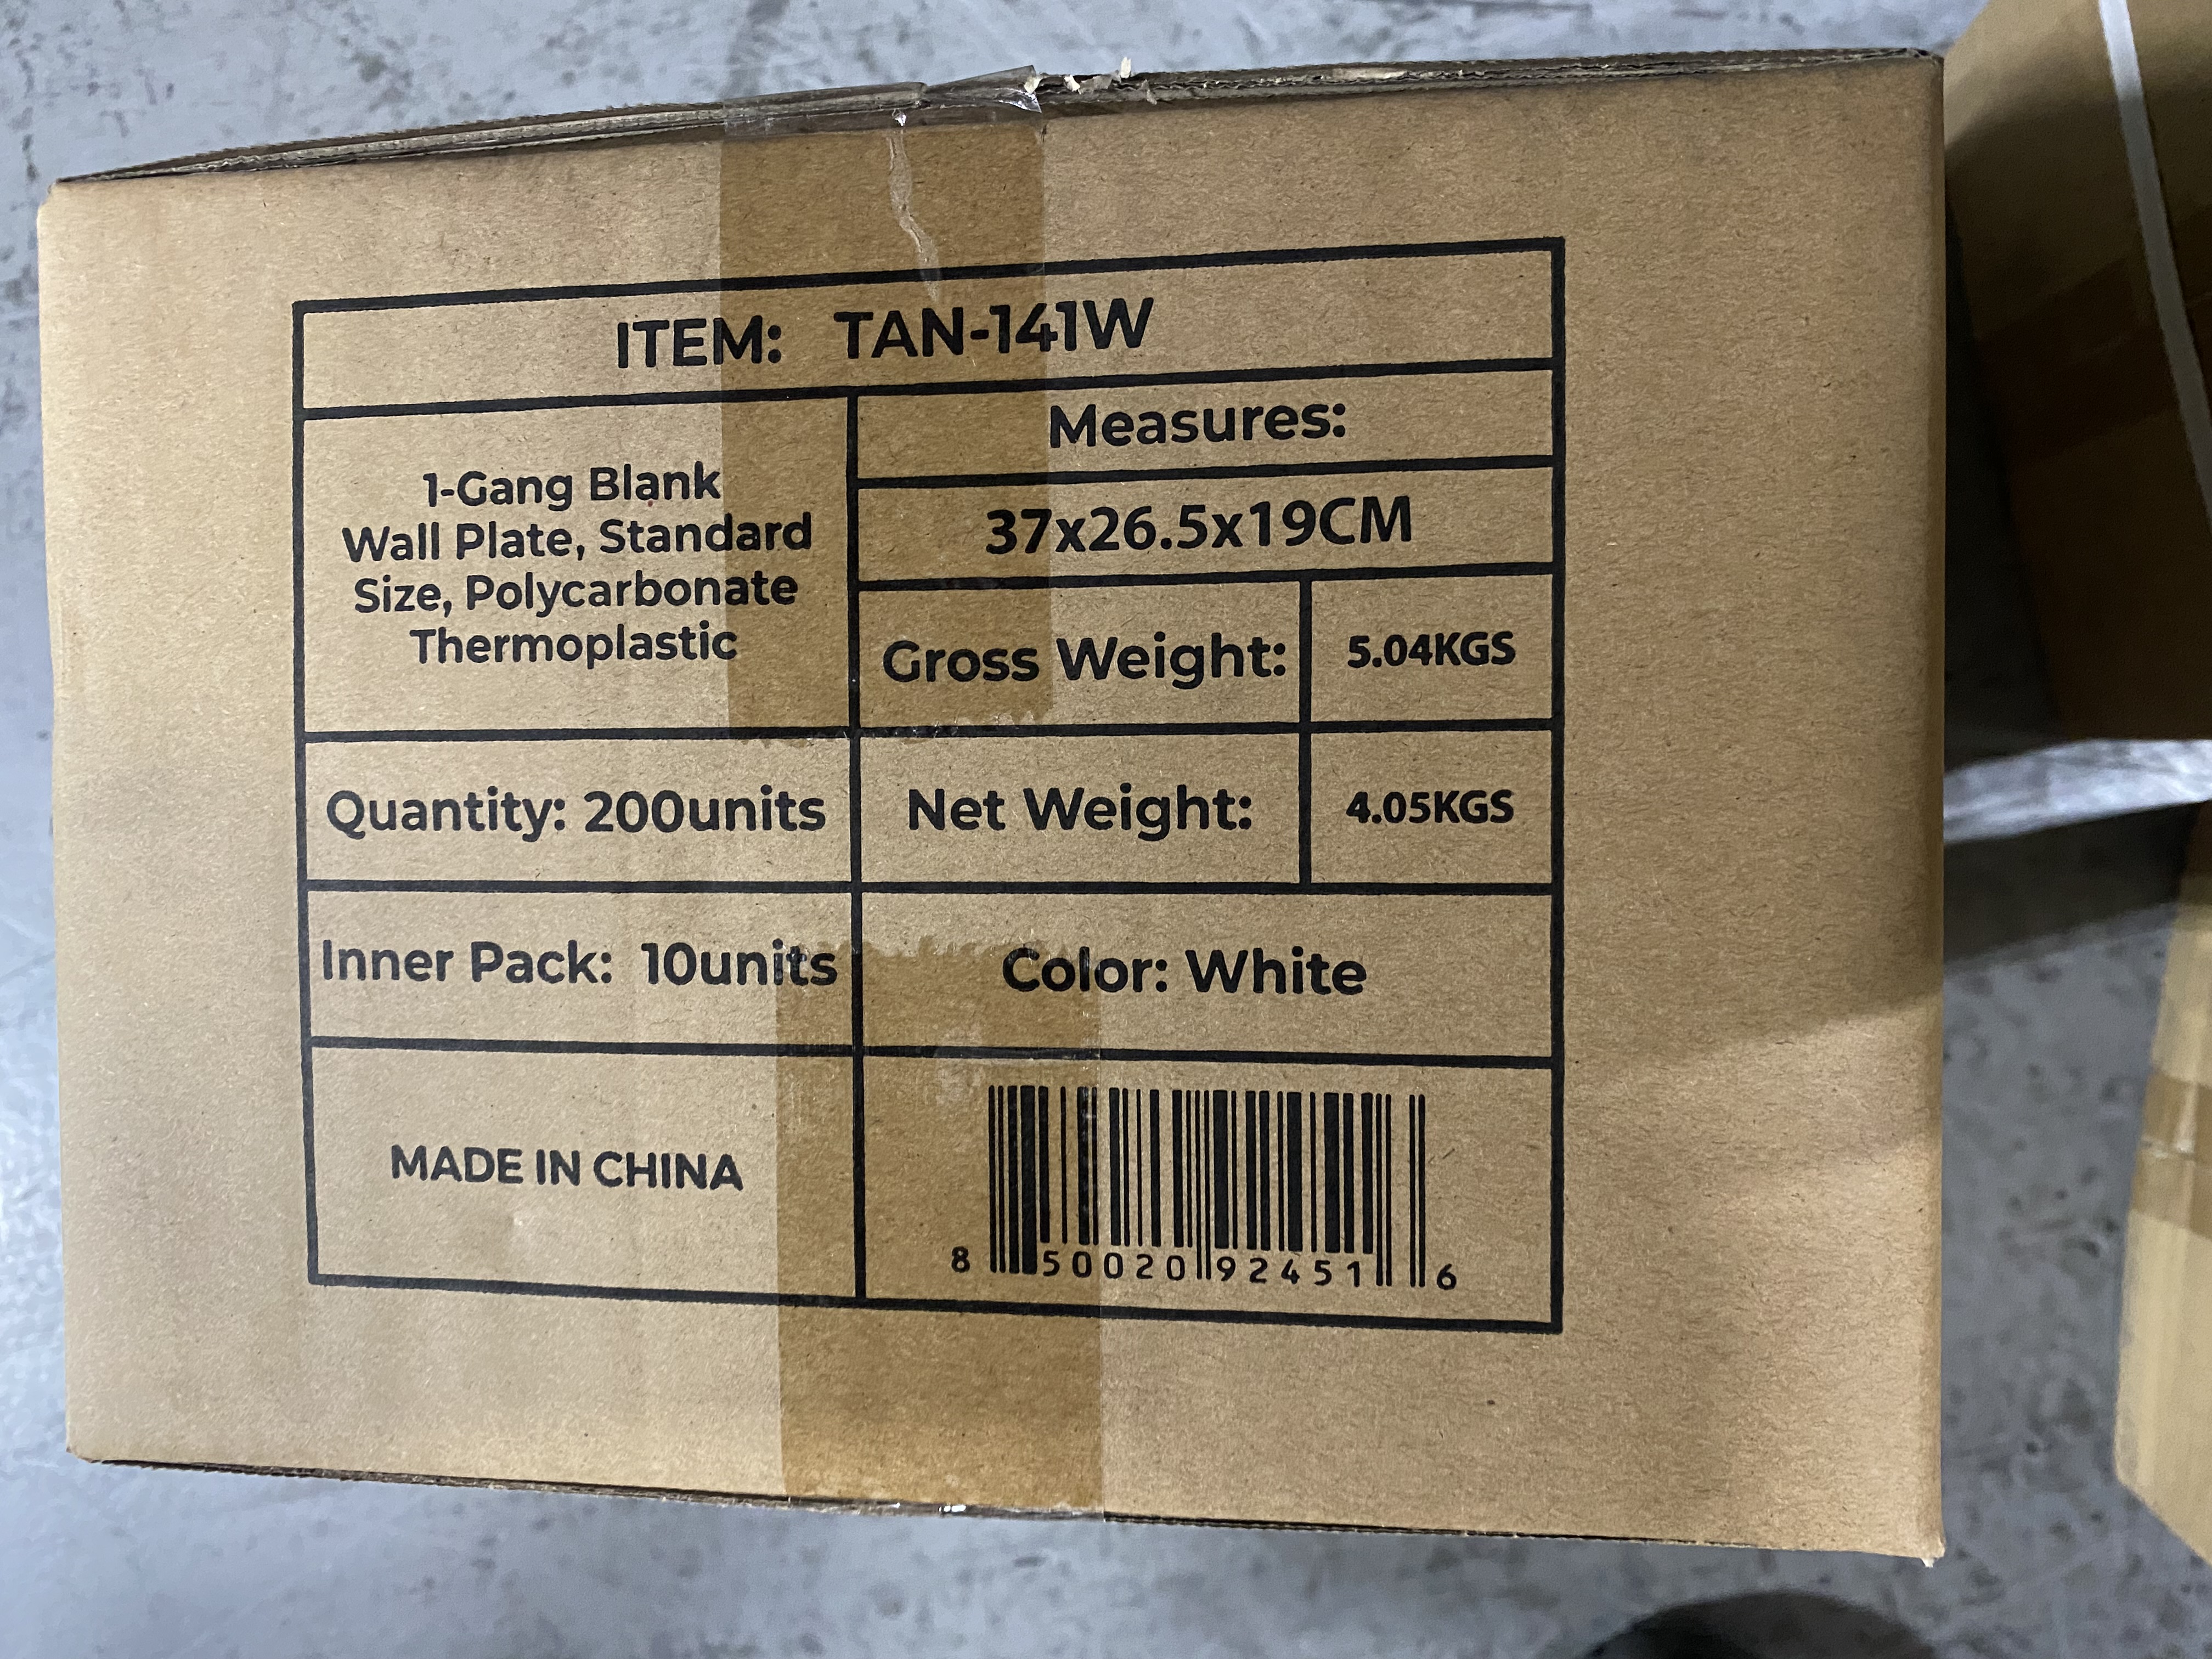 ITEM: TAN-141W
1-Gang Blank
Wall Plate, Standard
Size, Polycarbonate
Thermoplastic
Measures:
37x26.5x19CM
Gross Weight: 5.04KGS
Quantity: 200units
Net Weight: 4.05KGS
Inner Pack: 10units
Color: White
MADE IN CHINA
8 50020 92451 6